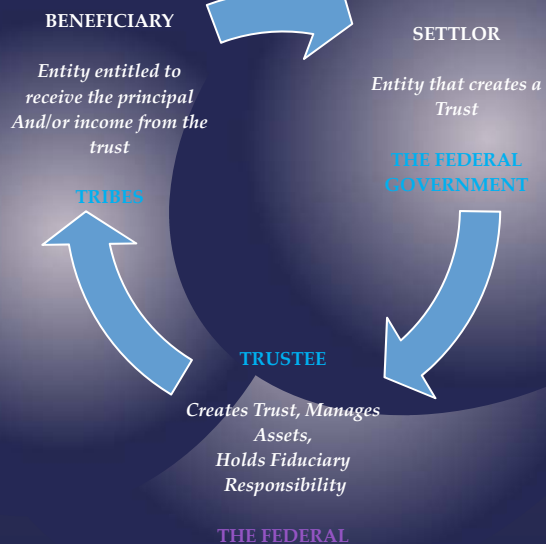 BENEFICIARY
Entity entitled to
receive the principal
And/or income from the
trust
TRIBES
SETTLOR
Entity that creates a
Trust
THE FEDERAL
GOVERNMENT
TRUSTEE
Creates Trust, Manages
Assets,
Holds Fiduciary
Responsibility
THE FEDERAL